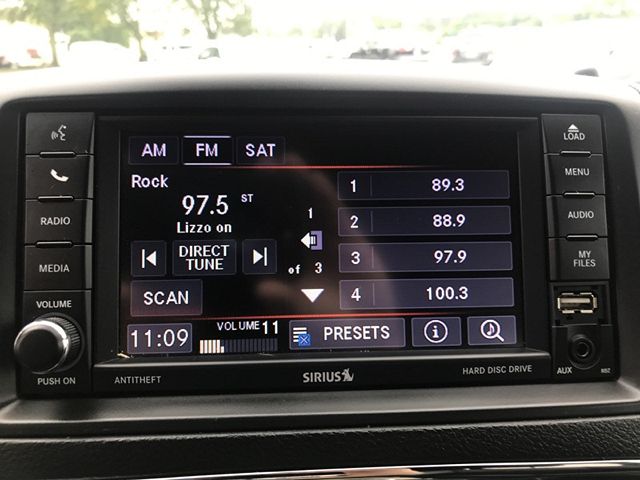 AM FM SAT
Rock
97.5 ST
Lizzo on
DIRECT
TUNE
SCAN
1
of 3
1 89.3
2 88.9
3 97.9
4 100.3
11:09 VOLUME 11 PRESETS
RADIO
MEDIA
VOLUME
PUSH ON
ANTITHEFT
SIRIUS
HARD DISC DRIVE
LOAD
MENU
AUDIO
MY
FILES
AUX
RBZ